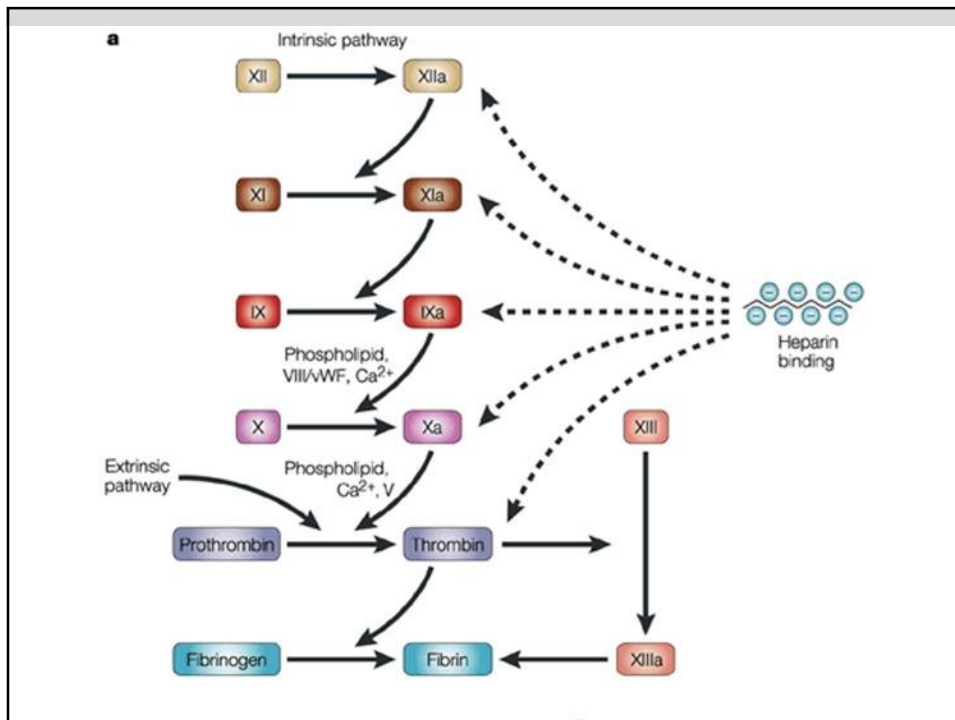 a
Intrinsic pathway
XII
XIIa
XI
XIa
IX
IXa
Phospholipid,
VIII/vWF, Ca2+
Heparin
binding
X
Xa
XIII
Extrinsic
pathway
Phospholipid,
Ca2+, V
Prothrombin
Thrombin
Fibrinogen
Fibrin
XIIIa